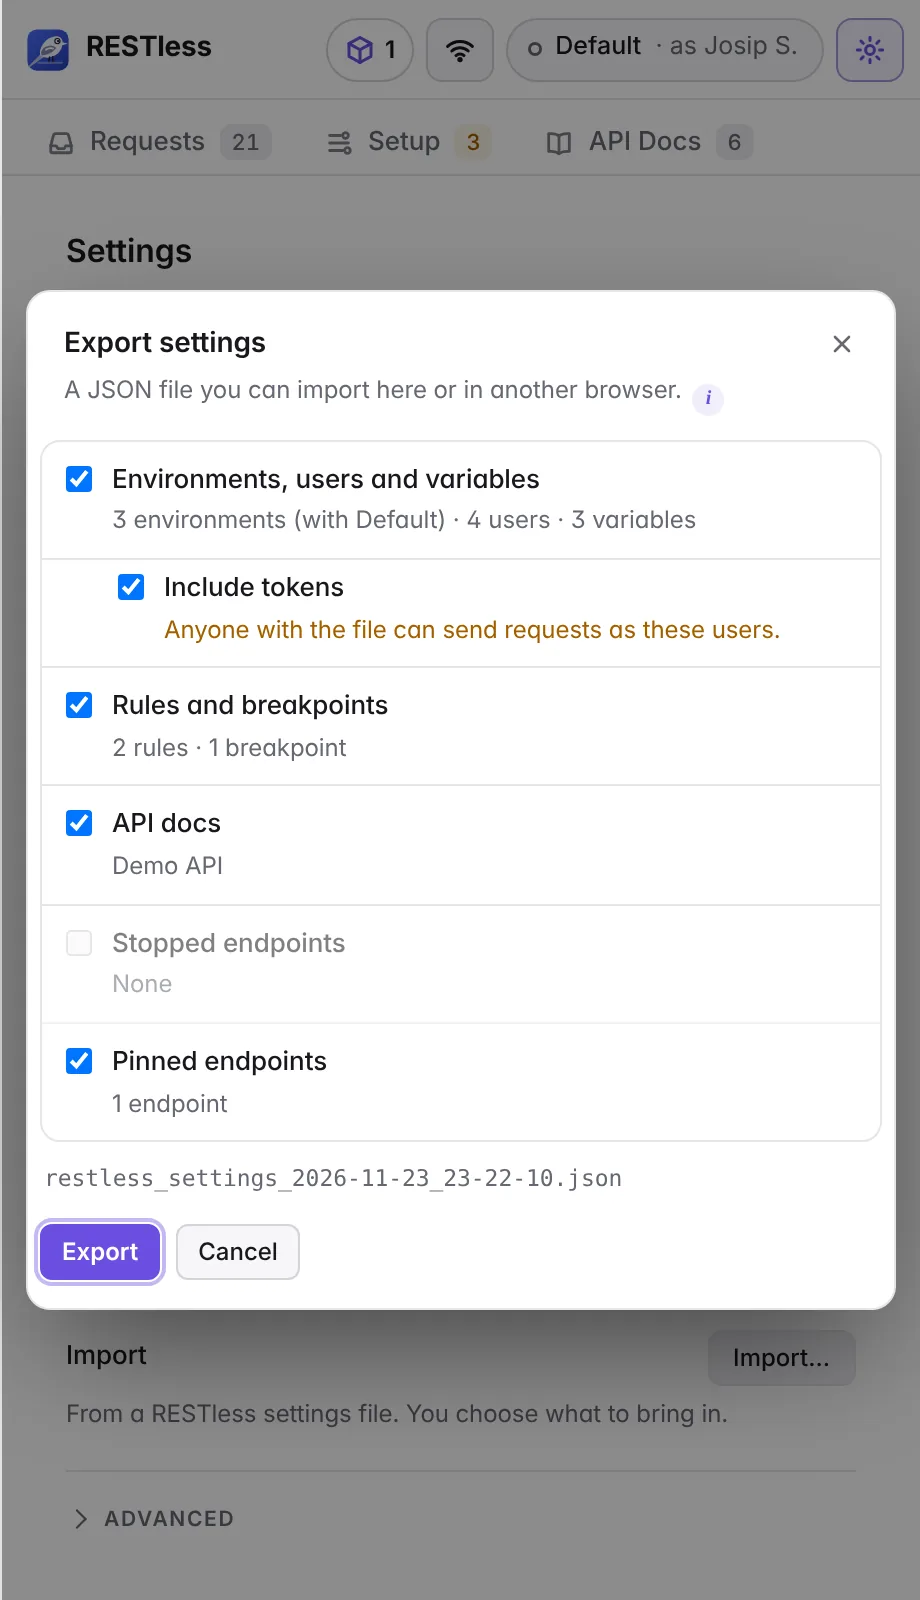 RESTless
1
Default · as Josip S.
Requests 21
Setup 3
API Docs 6
Settings
Export settings
A JSON file you can import here or in another browser. i
Environments, users and variables
3 environments (with Default) · 4 users · 3 variables
Include tokens
Anyone with the file can send requests as these users.
Rules and breakpoints
2 rules · 1 breakpoint
API docs
Demo API
Stopped endpoints
None
Pinned endpoints
1 endpoint
restless_settings_2026-11-23_23-22-10.json
Export
Cancel
Import
Import...
From a RESTless settings file. You choose what to bring in.
ADVANCED